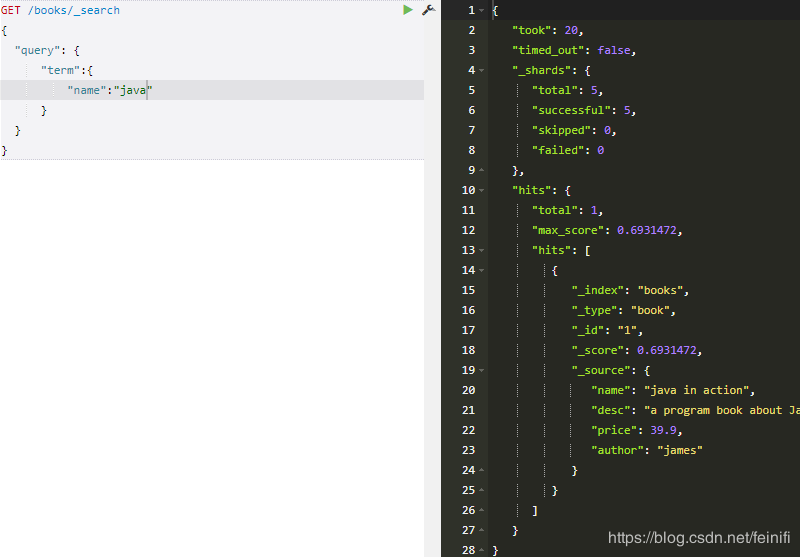 GET /books/_search
{
"query": {
"term":{
"name":"java"
}
}
}
1 {
2 "took": 20,
3 "timed_out": false,
4 "_shards": {
5 "total": 5,
6 "successful": 5,
7 "skipped": 0,
8 "failed": 0
9 },
10 "hits": {
11 "total": 1,
12 "max_score": 0.6931472,
13 "hits": [
14 {
15 "_index": "books",
16 "_type": "book",
17 "_id": "1",
18 "_score": 0.6931472,
19 "_source": {
20 "name": "java in action",
21 "desc": "a program book about Ja
22 "price": 39.9,
23 "author": "james"
24 }
25 }
26 ]
27 }
28 }
https://blog.csdn.net/feinifi